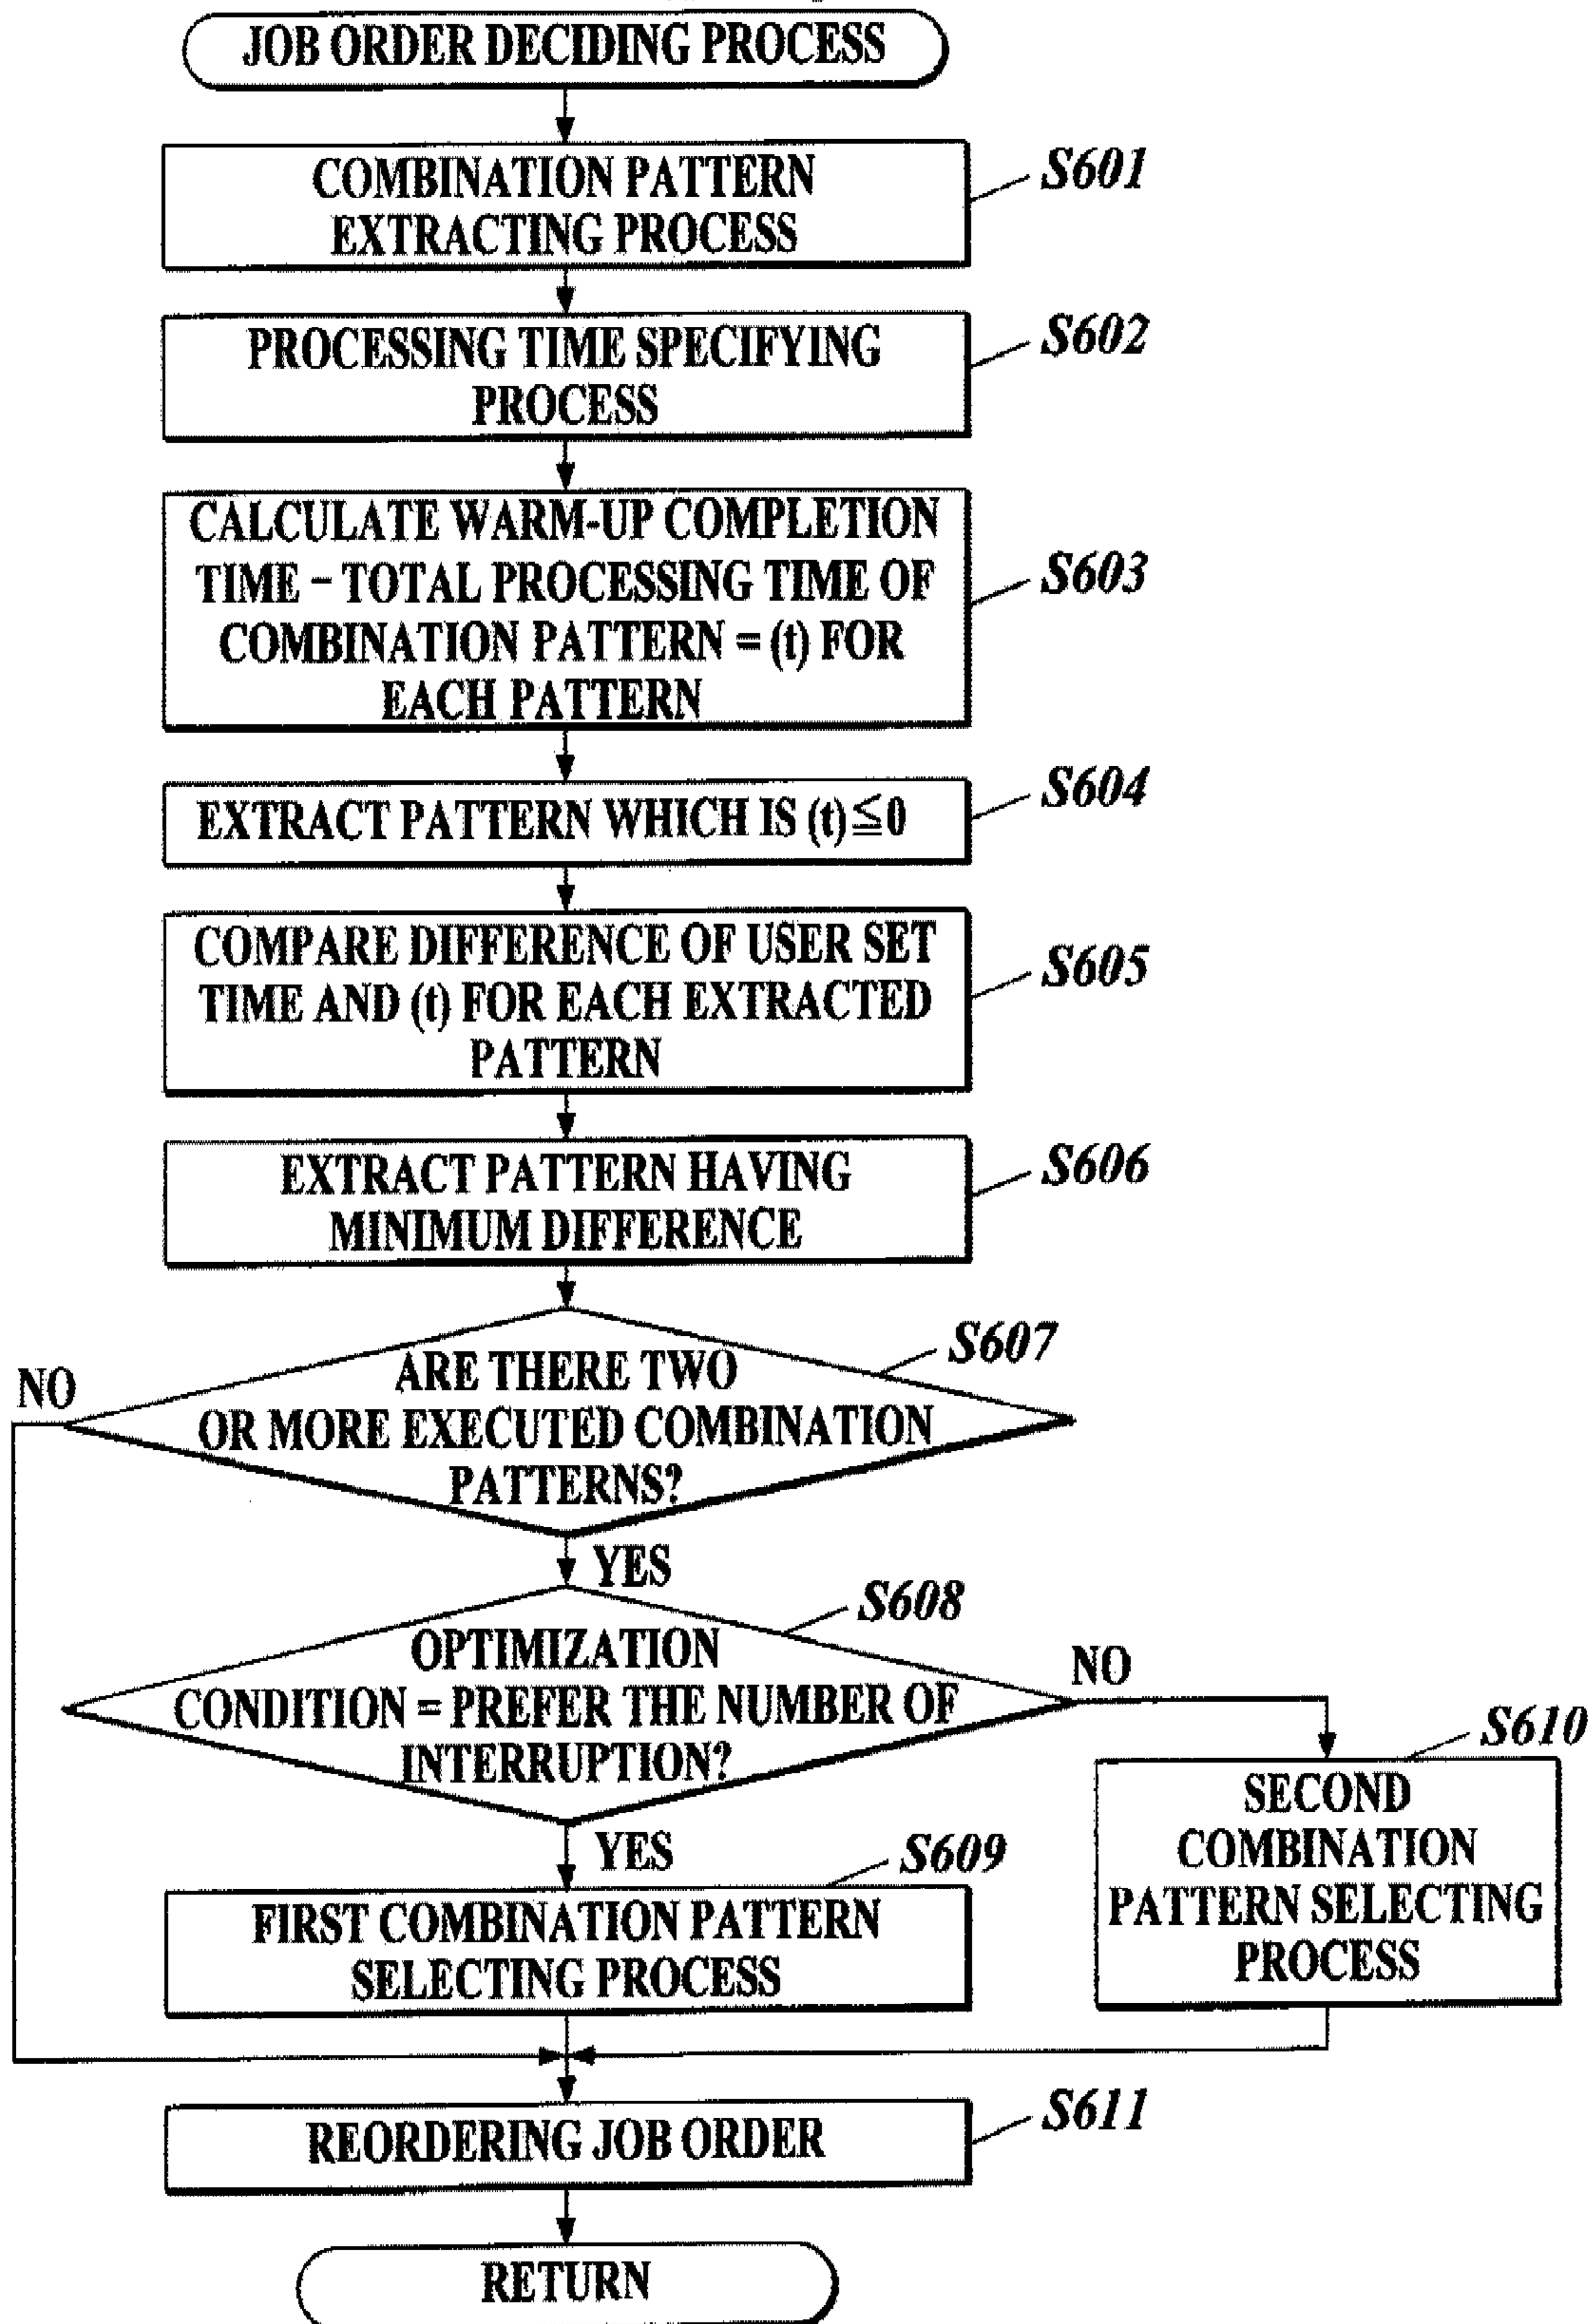 JOB ORDER DECIDING PROCESS
COMBINATION PATTERN
EXTRACTING PROCESS
S601
PROCESSING TIME SPECIFYING
PROCESS
S602
CALCULATE WARM-UP COMPLETION
TIME – TOTAL PROCESSING TIME OF
COMBINATION PATTERN = (t) FOR
EACH PATTERN
S603
EXTRACT PATTERN WHICH IS (t)≦0
S604
COMPARE DIFFERENCE OF USER SET
TIME AND (t) FOR EACH EXTRACTED
PATTERN
S605
EXTRACT PATTERN HAVING
MINIMUM DIFFERENCE
S606
ARE THERE TWO
OR MORE EXECUTED COMBINATION
PATTERNS?
S607
NO
YES
OPTIMIZATION
CONDITION = PREFER THE NUMBER OF
INTERRUPTION?
S608
NO
YES
FIRST COMBINATION PATTERN
SELECTING PROCESS
S609
SECOND
COMBINATION
PATTERN SELECTING
PROCESS
S610
REORDERING JOB ORDER
S611
RETURN